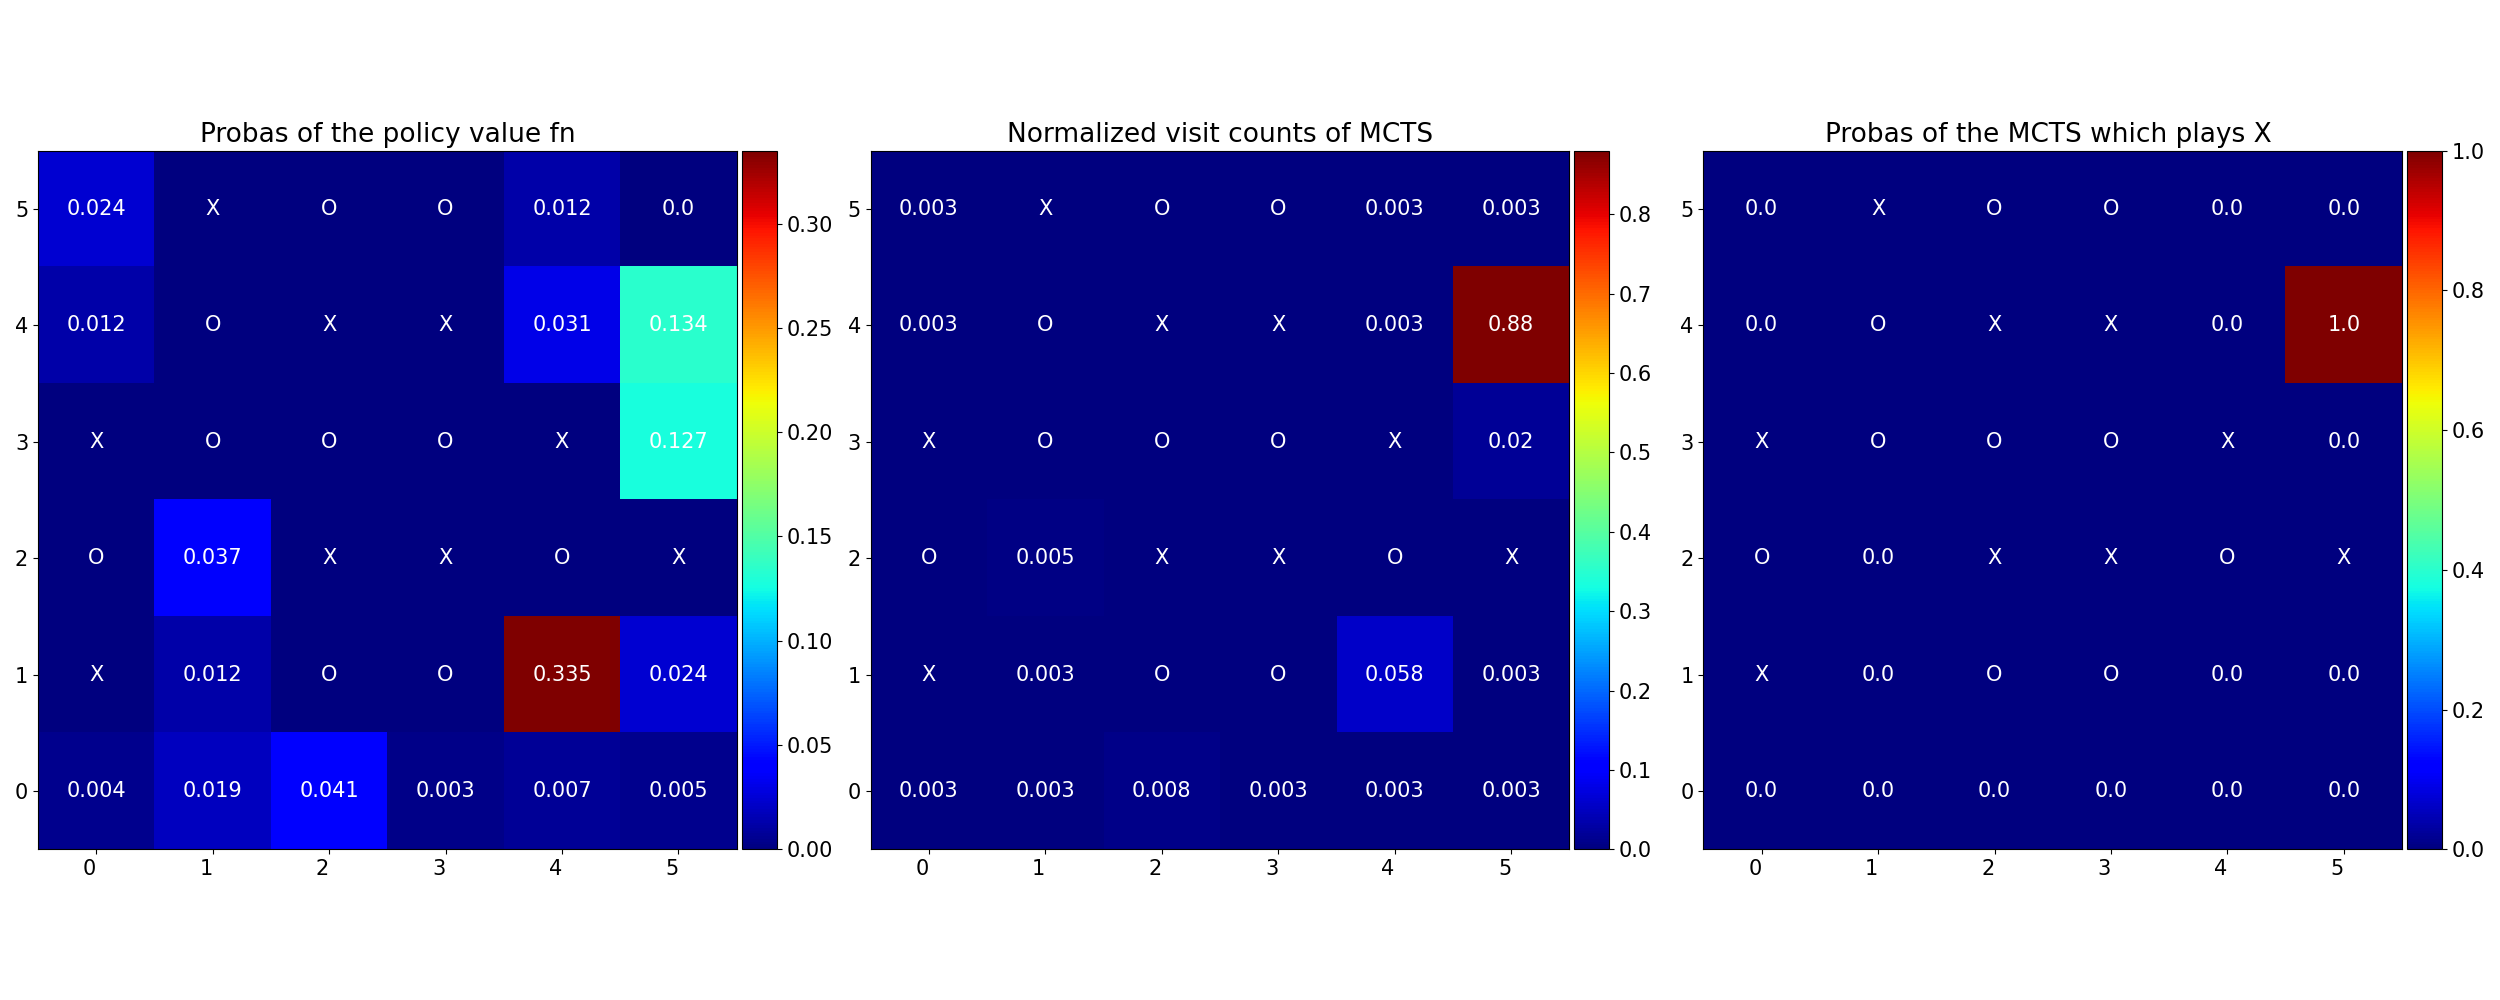 Probas of the policy value fn
5 0.024 X O O 0.012 0.0
4 0.012 O X X 0.031 0.134
3 X O O O X 0.127
2 O 0.037 X X O X
1 X 0.012 O O 0.335 0.024
0 0.004 0.019 0.041 0.003 0.007 0.005
0 1 2 3 4 5
0.30
0.25
0.20
0.15
0.10
0.05
0.00
Normalized visit counts of MCTS
5 0.003 X O O 0.003 0.003
4 0.003 O X X 0.003 0.88
3 X O O O X 0.02
2 O 0.005 X X O X
1 X 0.003 O O 0.058 0.003
0 0.003 0.003 0.008 0.003 0.003 0.003
0 1 2 3 4 5
0.8
0.7
0.6
0.5
0.4
0.3
0.2
0.1
0.0
Probas of the MCTS which plays X
5 0.0 X O O 0.0 0.0
4 0.0 O X X 0.0 1.0
3 X O O O X 0.0
2 O 0.0 X X O X
1 X 0.0 O O 0.0 0.0
0 0.0 0.0 0.0 0.0 0.0 0.0
0 1 2 3 4 5
1.0
0.8
0.6
0.4
0.2
0.0